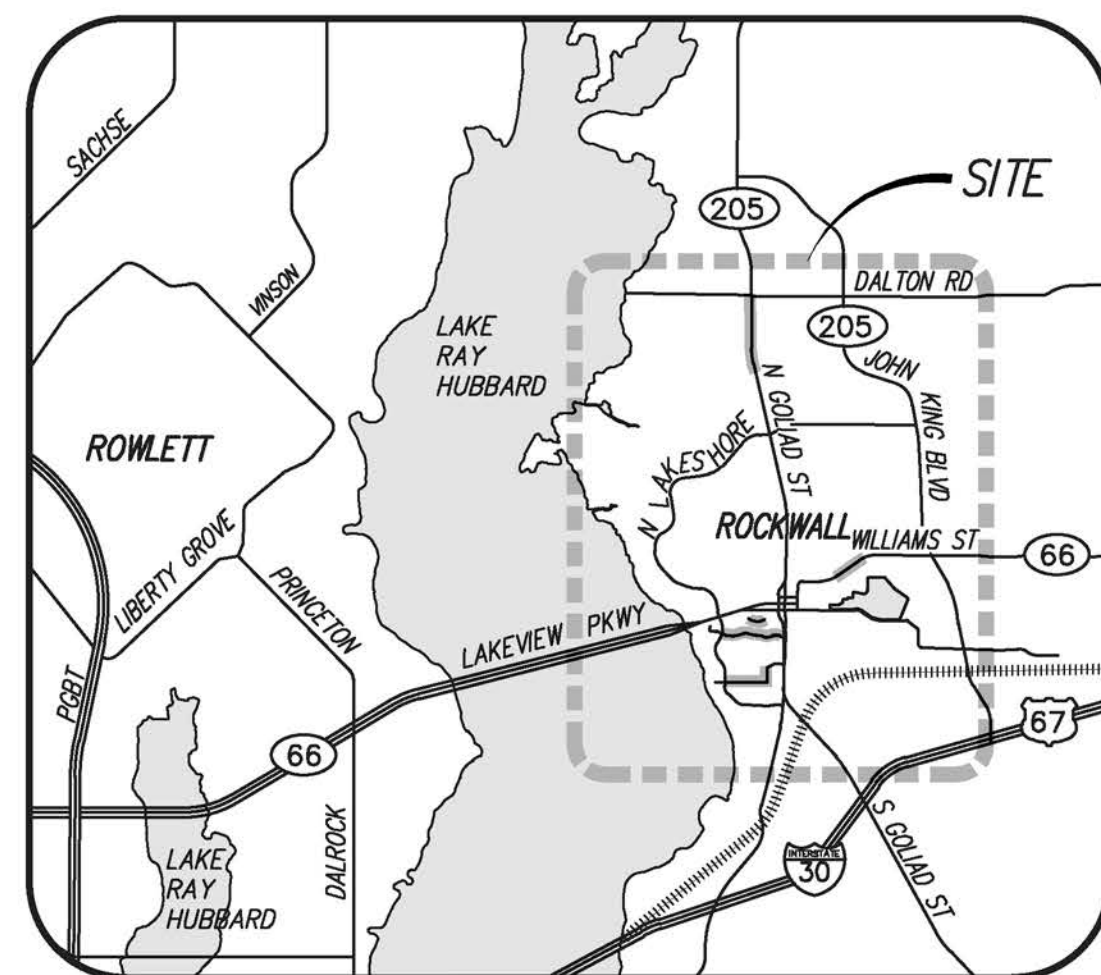 SACHSE
SITE
205
VINSON
DALTON RD
LAKE
RAY
HUBBARD
205
JOHN
KING BLVD
N GOLIAD ST
ROWLETT
N LAKESHORE
ROCKWALL
WILLIAMS ST
66
LIBERTY GROVE
PRINCETON
LAKEVIEW PKWY
PGBT
66
67
DALROCK
S GOLIAD ST
LAKE
RAY
HUBBARD
INTERSTATE
30